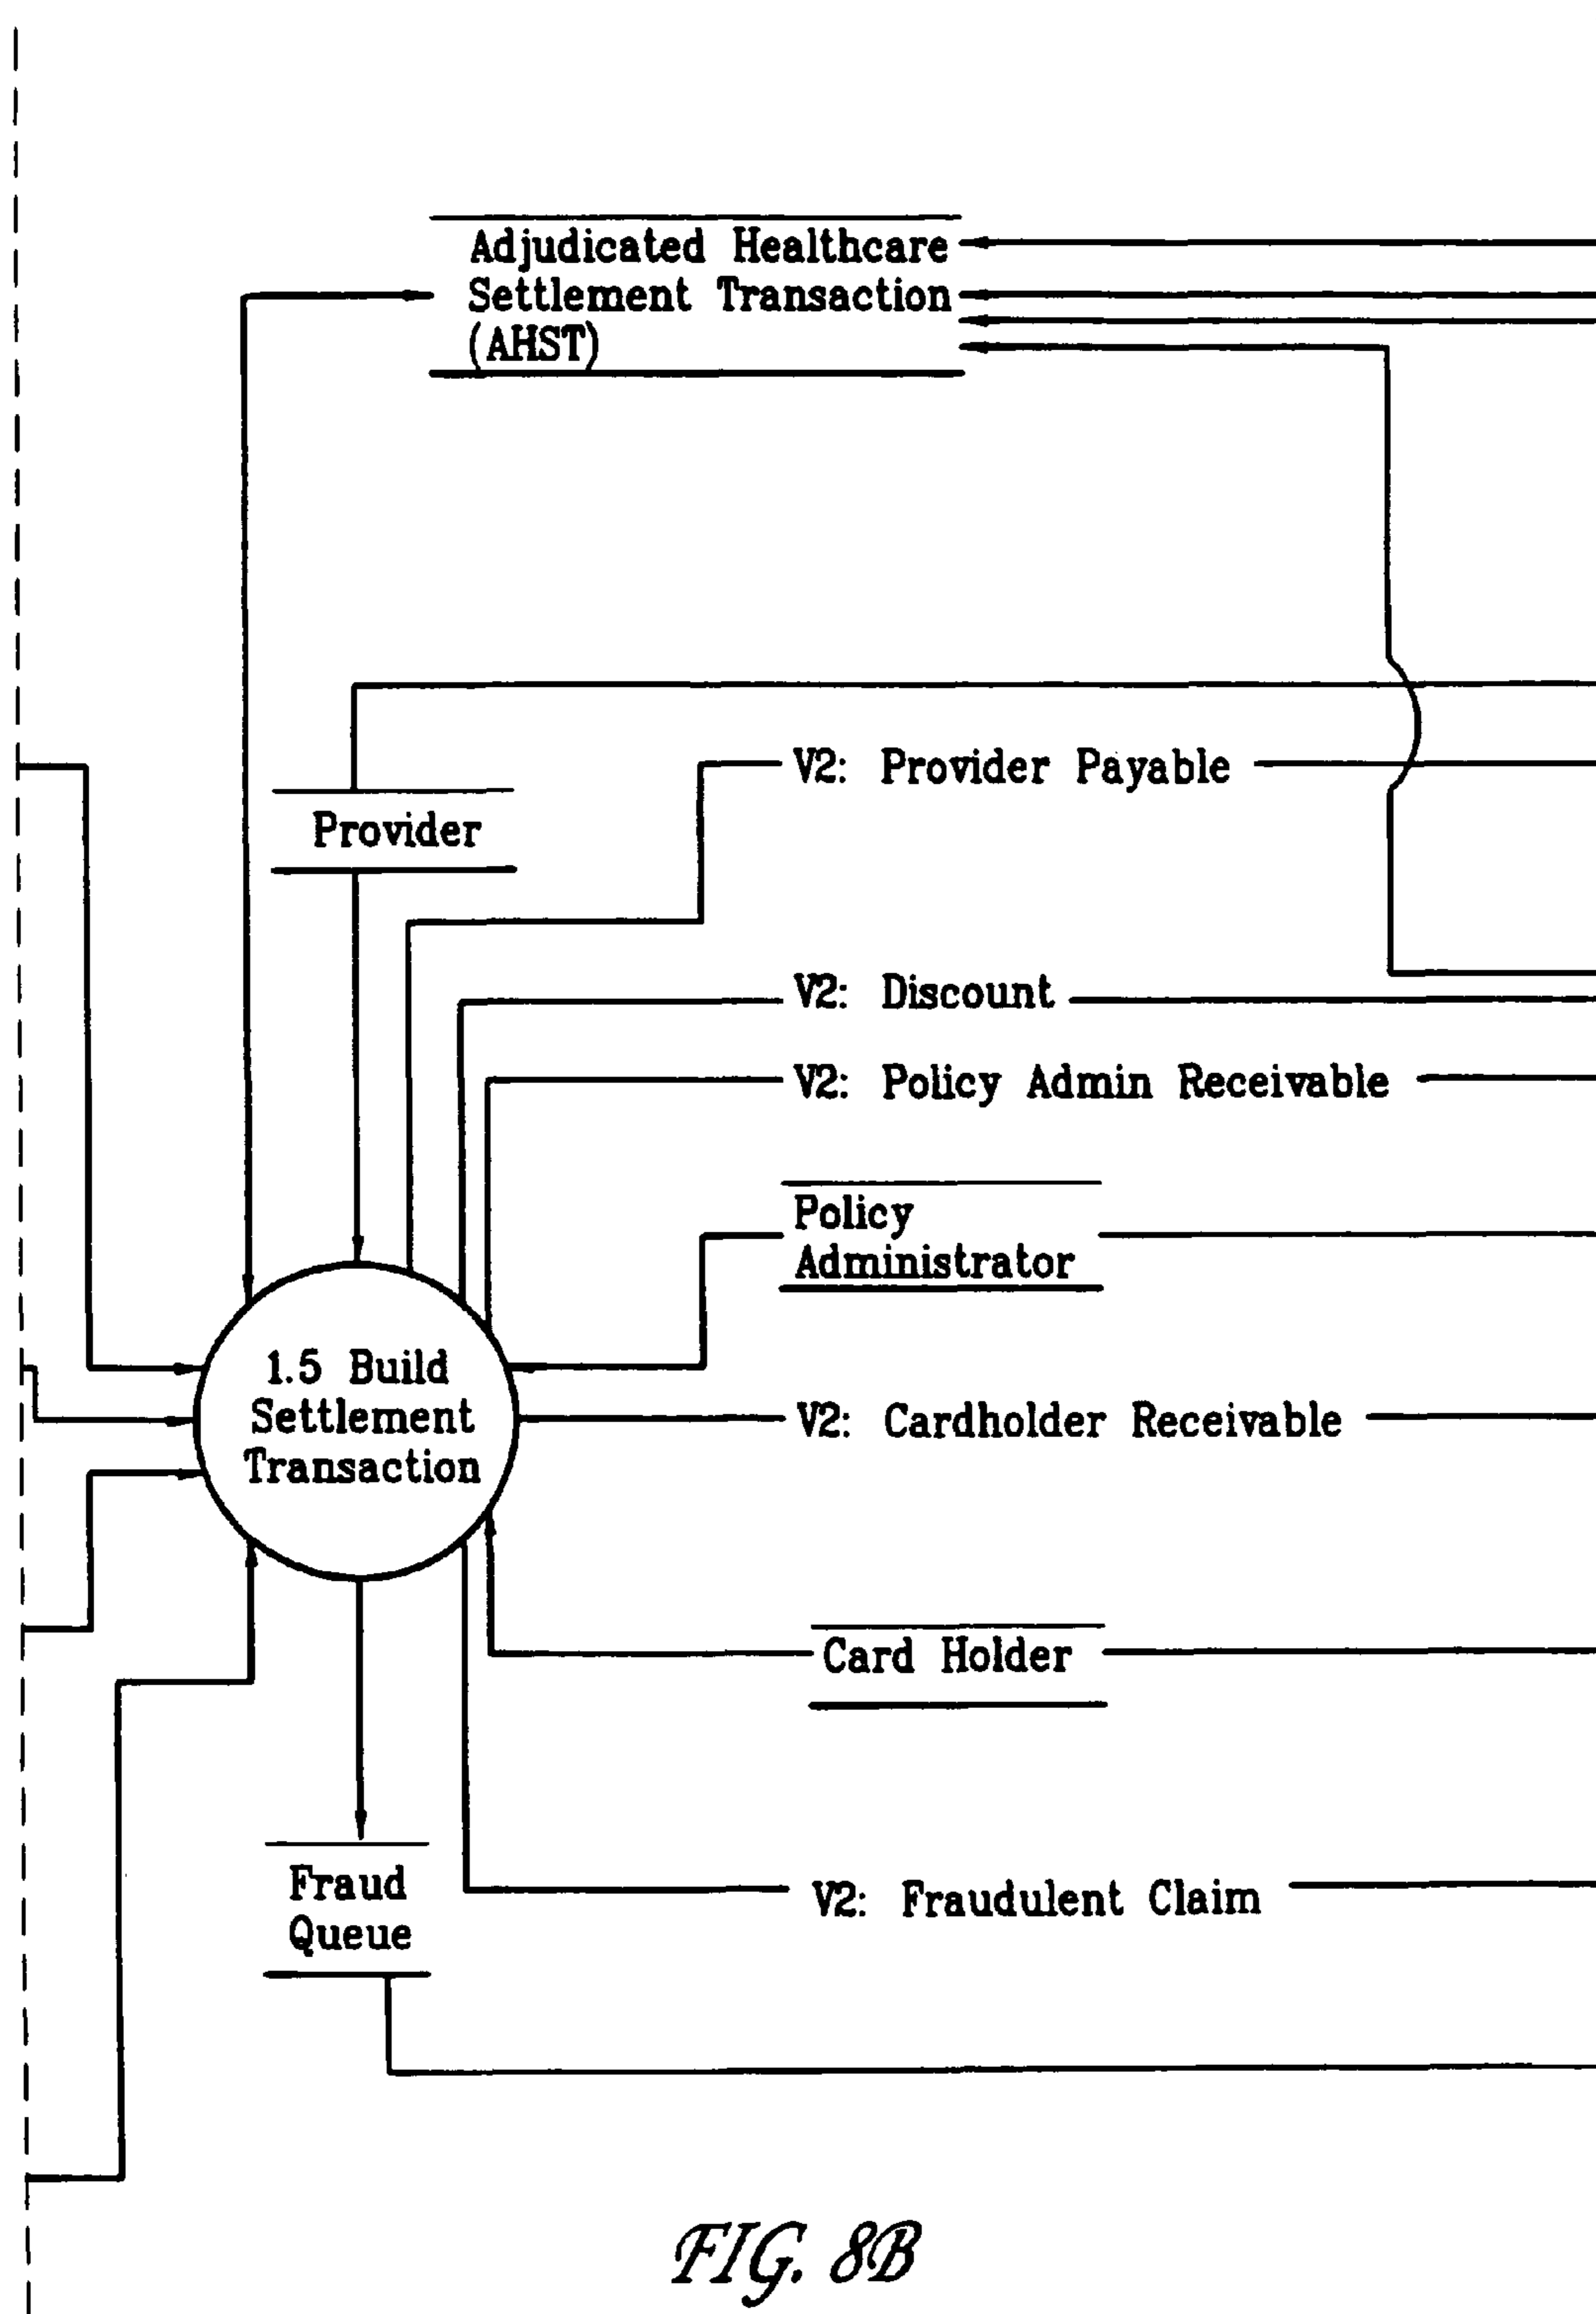 Adjudicated Healthcare
Settlement Transaction
(AHST)
V2: Provider Payable
Provider
V2: Discount
V2: Policy Admin Receivable
Policy
Administrator
1.5 Build
Settlement
Transaction
V2: Cardholder Receivable
Card Holder
Fraud
Queue
V2: Fraudulent Claim
FIG. 8B